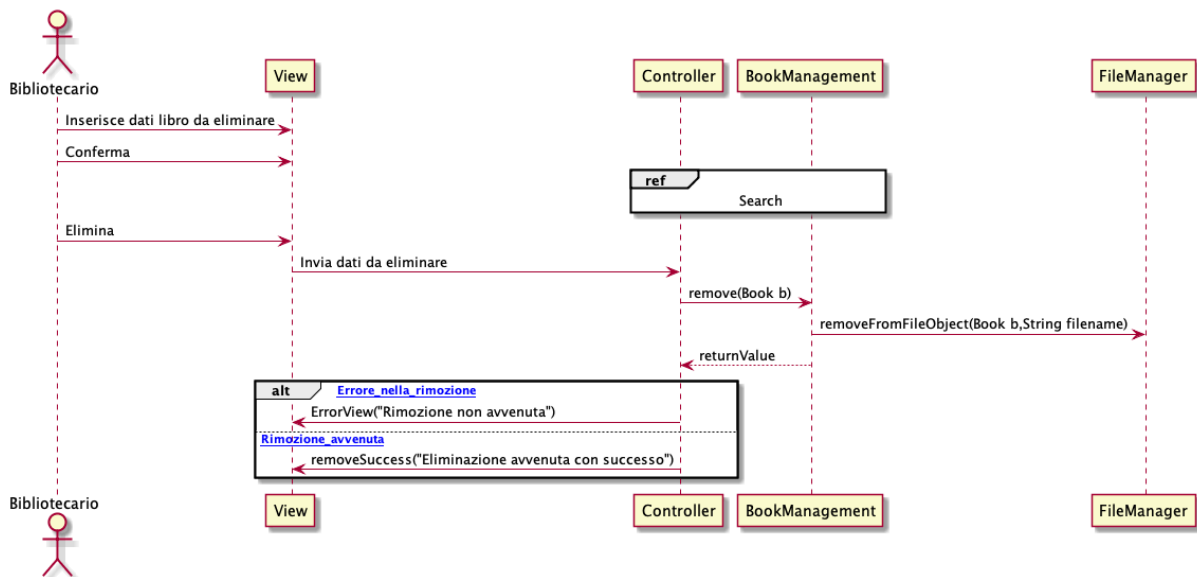 Bibliotecario
View
Controller
BookManagement
FileManager
Inserisce dati libro da eliminare
Conferma
ref
Search
Elimina
Invia dati da eliminare
remove(Book b)
removeFromFileObject(Book b,String filename)
returnValue
alt
Errore_nella_rimozione
ErrorView("Rimozione non avvenuta")
Rimozione_avvenuta
removeSuccess("Eliminazione avvenuta con successo")
Bibliotecario
View
Controller
BookManagement
FileManager